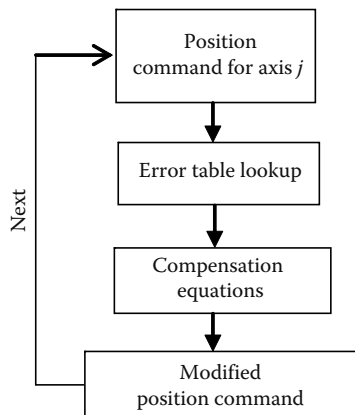 Position
command for axis j
Error table lookup
Next
Compensation
equations
Modified
position command